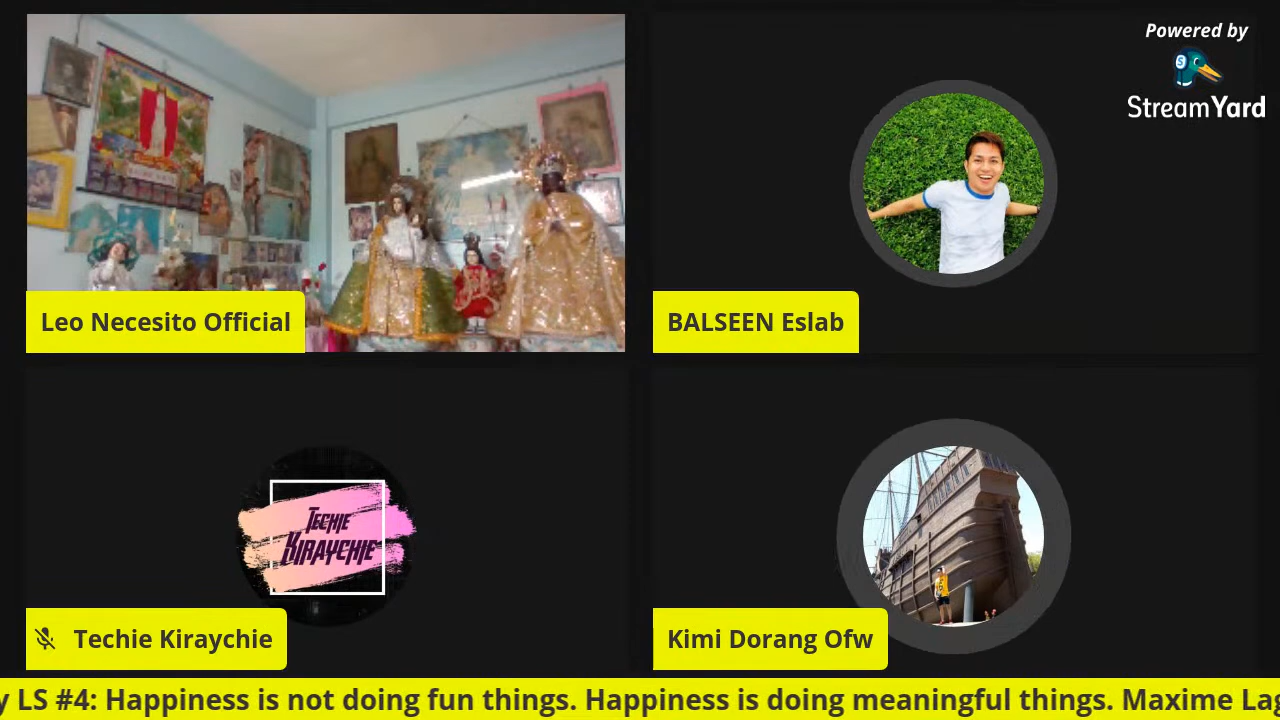 Powered by
StreamYard
Leo Necesito Official
BALSEEN Eslab
TECHIE
KIRAYCHIE
Techie Kiraychie
Kimi Dorang Ofw
y LS #4: Happiness is not doing fun things. Happiness is doing meaningful things. Maxime Lag